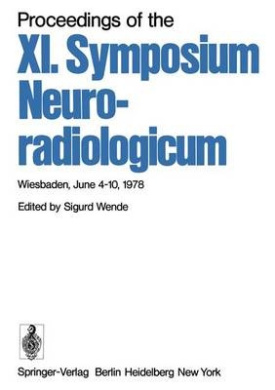 Proceedings of the
XI. Symposium
Neuro-
radiologicum
Wiesbaden, June 4-10, 1978
Edited by Sigurd Wende
Springer-Verlag Berlin Heidelberg New York